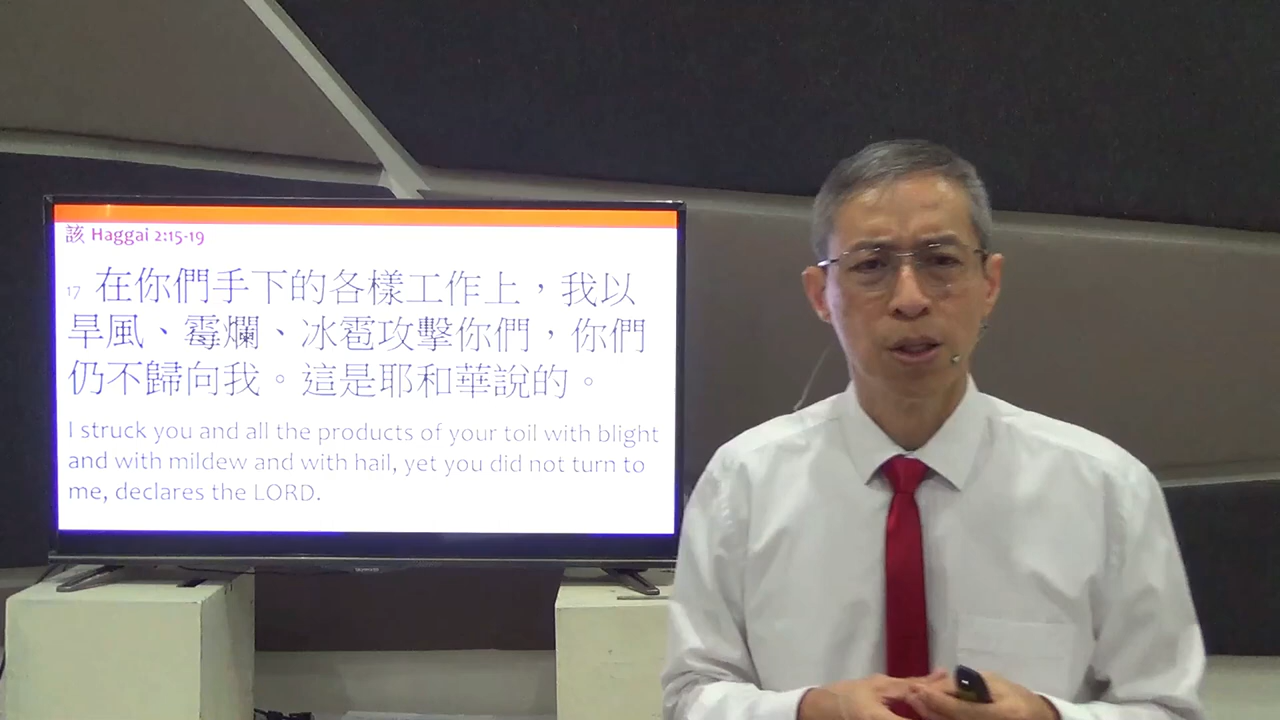 該 Haggai 2:15-19
17 在你們手下的各樣工作上，我以
旱風、霉爛、冰雹攻擊你們，你們
仍不歸向我。這是耶和華說的。
I struck you and all the products of your toil with blight
and with mildew and with hail, yet you did not turn to
me, declares the LORD.